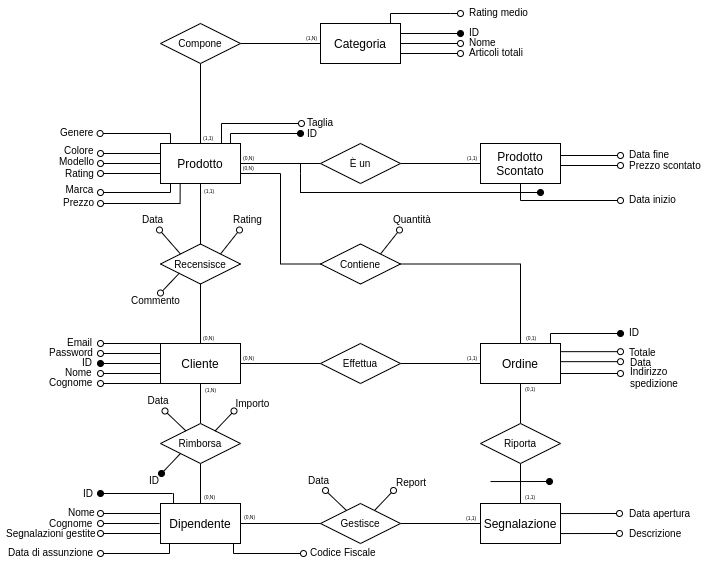 Rating medio
Compone
(1,N)
Categoria
ID
Nome
Articoli totali
Taglia
ID
Genere
(1,1)
Colore
Modello
Rating
Prodotto
(0,N)
(0,N)
È un
(1,1)
Prodotto
Scontato
Data fine
Prezzo scontato
Marca
Prezzo
(1,1)
Data inizio
Data
Rating
Quantità
Recensisce
Contiene
Commento
(0,N)
(0,1)
ID
Email
Password
ID
Nome
Cognome
Cliente
(0,N)
Effettua
(1,1)
Ordine
Totale
Data
Indirizzo
spedizione
(1,N)
(0,1)
Data
Importo
Rimborsa
Riporta
ID
Data
Report
ID
(0,N)
(1,1)
Nome
Cognome
Segnalazioni gestite
Dipendente
(0,N)
Gestisce
(1,1)
Segnalazione
Data apertura
Descrizione
Data di assunzione
Codice Fiscale